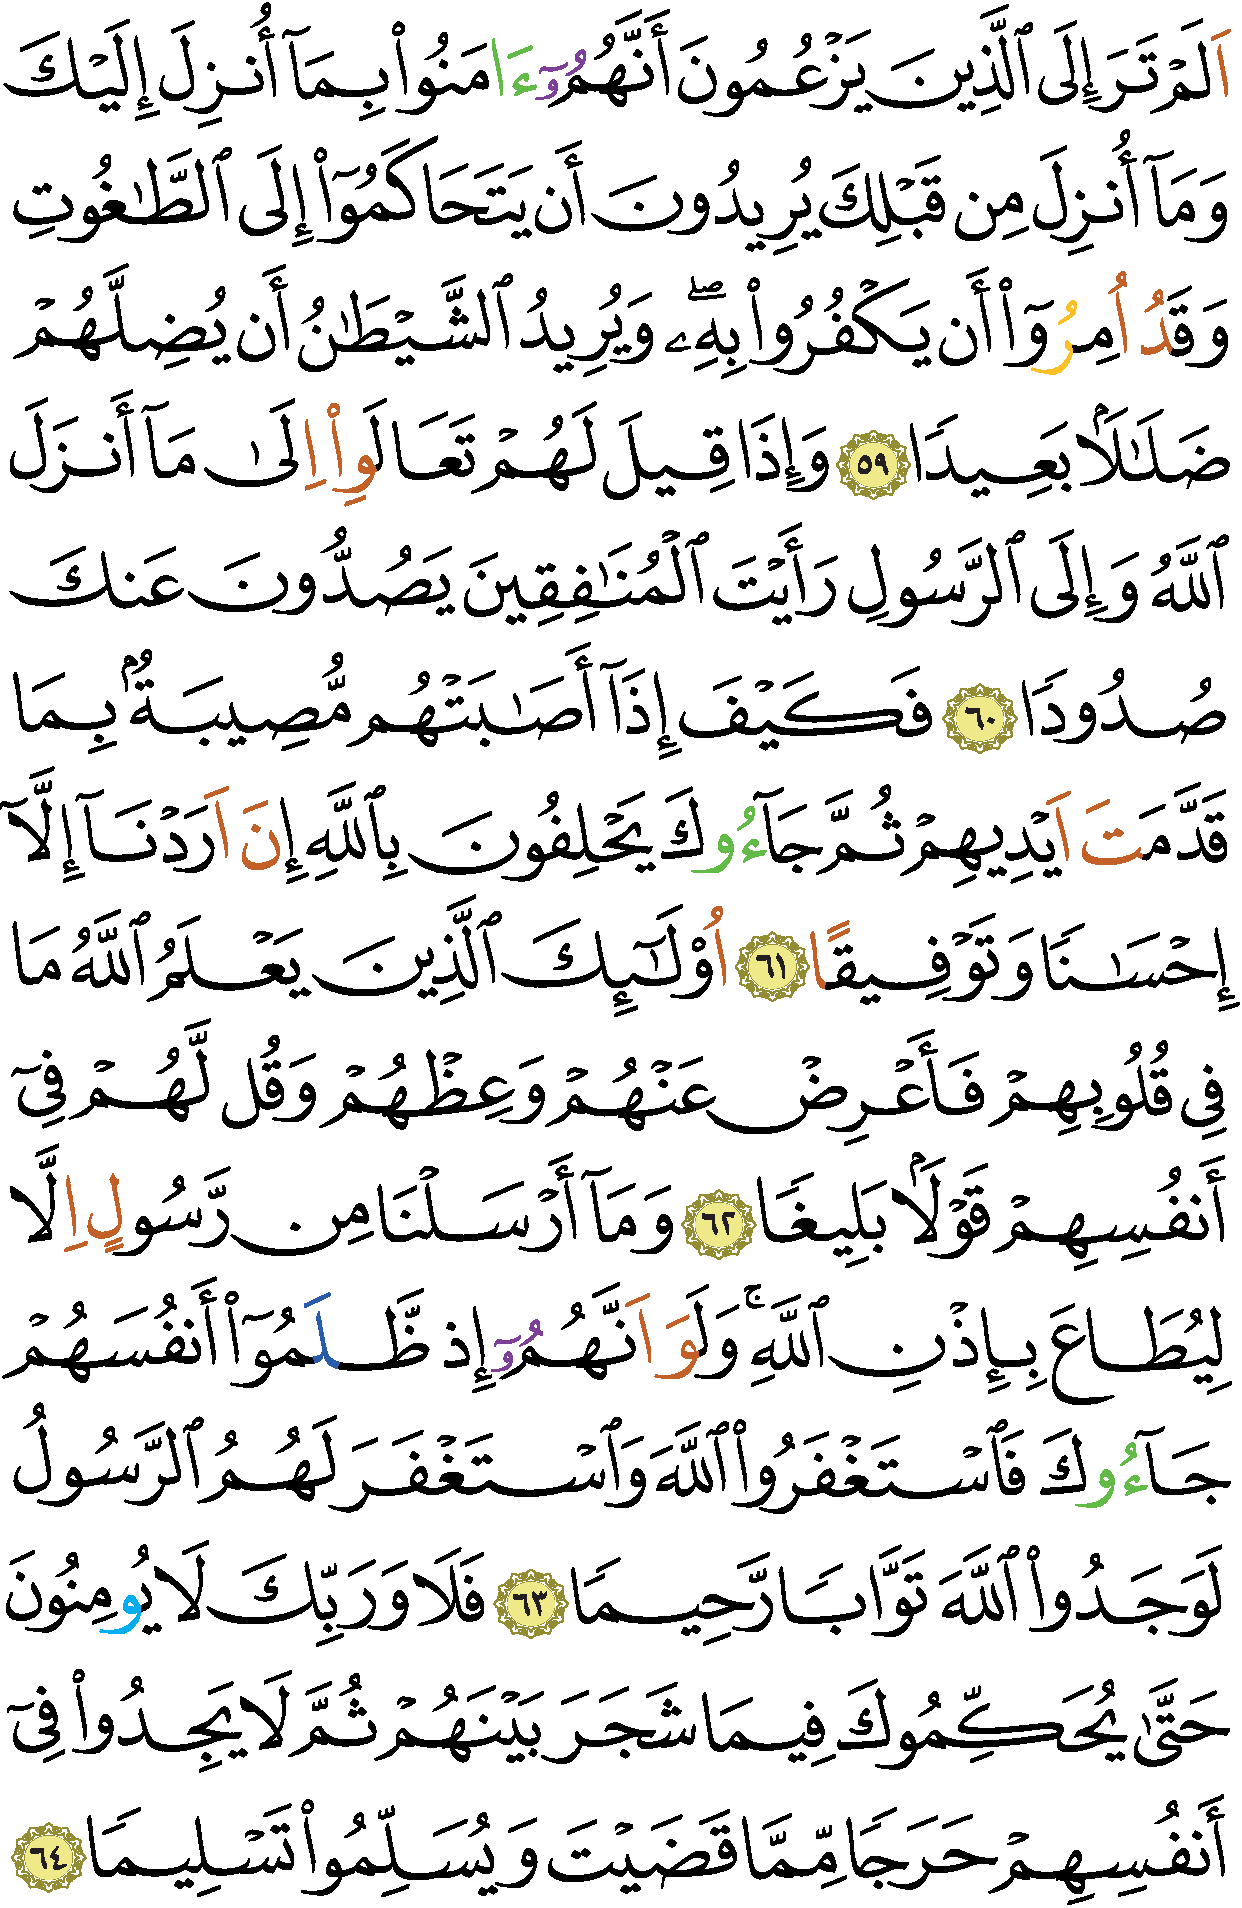 اَلَمْ تَرَ إِلَى ٱلَّذِينَ يَزْعُمُونَ أَنَّهُمُۥٓ ءَامَنُواْ بِمَآ أُنزِلَ إِلَيْكَ
وَمَآ أُنزِلَ مِن قَبْلِكَ يُرِيدُونَ أَن يَتَحَاكَمُوٓاْ إِلَى ٱلطَّٰغُوتِ
وَقَدُ امِرُوٓاْ أَن يَكْفُرُواْ بِهِۦۖ وَيُرِيدُ ٱلشَّيْطَٰنُ أَن يُضِلَّهُمْ
ضَلَٰلَۢا بَعِيدٗا ٥٩ وَإِذَا قِيلَ لَهُمْ تَعَالَوِاْ اِلَىٰ مَآ أَنزَلَ
ٱللَّهُ وَإِلَى ٱلرَّسُولِ رَأَيْتَ ٱلْمُنَٰفِقِينَ يَصُدُّونَ عَنكَ
صُدُودٗا ٦٠ فَكَيْفَ إِذَآ أَصَٰبَتْهُم مُّصِيبَةُۢ بِمَا
قَدَّمَتَ اَيْدِيهِمْ ثُمَّ جَآءُوكَ يَحْلِفُونَ بِٱللَّهِ إِنَ اَرَدْنَآ إِلَّآ
إِحْسَٰنٗا وَتَوْفِيقًا ٦١ اُوْلَٰٓئِكَ ٱلَّذِينَ يَعْلَمُ ٱللَّهُ مَا
فِي قُلُوبِهِمْ فَأَعْرِضْ عَنْهُمْ وَعِظْهُمْ وَقُل لَّهُمْ فِيٓ
أَنفُسِهِمْ قَوْلَۢا بَلِيغٗا ٦٢ وَمَآ أَرْسَلْنَا مِن رَّسُولٍ اِلَّا
لِيُطَاعَ بِإِذْنِ ٱللَّهِۚ وَلَوَ اَنَّهُمُۥٓ إِذ ظَّلَمُوٓاْ أَنفُسَهُمْ
جَآءُوكَ فَٱسْتَغْفَرُواْ ٱللَّهَ وَٱسْتَغْفَرَ لَهُمُ ٱلرَّسُولُ
لَوَجَدُواْ ٱللَّهَ تَوَّابٗا رَّحِيمٗا ٦٣ فَلَا وَرَبِّكَ لَا يُومِنُونَ
حَتَّىٰ يُحَكِّمُوكَ فِيمَا شَجَرَ بَيْنَهُمْ ثُمَّ لَا يَجِدُواْ فِيٓ
أَنفُسِهِمْ حَرَجٗا مِّمَّا قَضَيْتَ وَيُسَلِّمُواْ تَسْلِيمٗا ٦٤